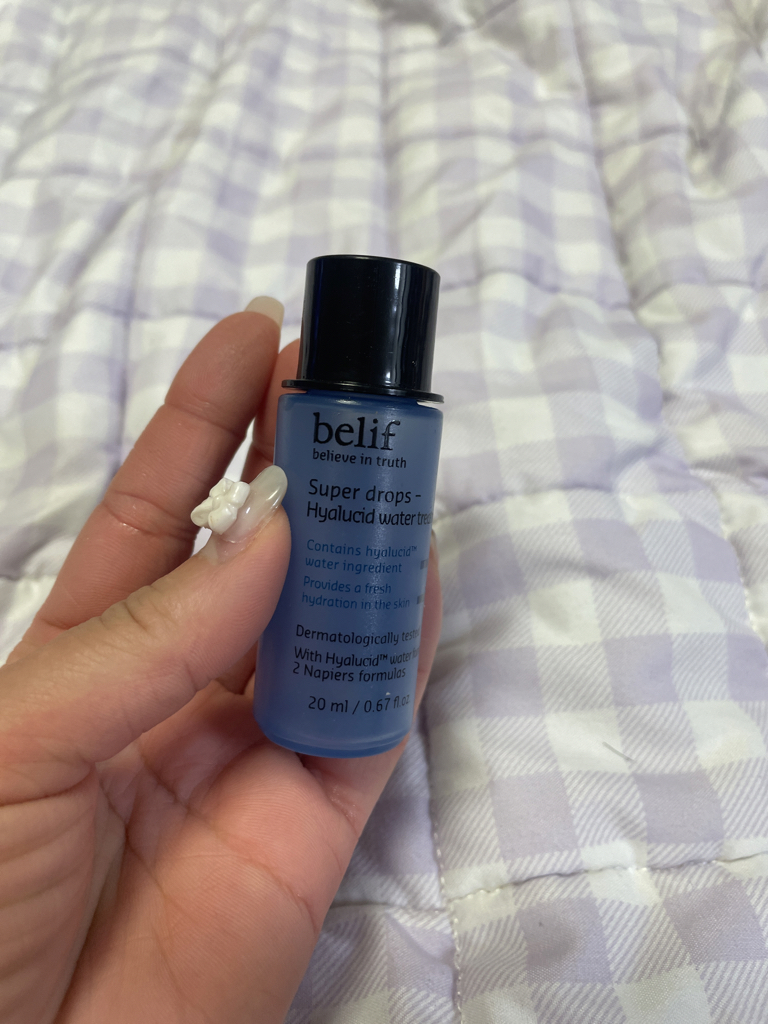 belif
believe in truth
Super drops -
Hyalucid water
Contains hyalucid™
water ingredient
Provides a fresh
hydration in the skin
Dermatologically
With Hyalucid™ water
2 Napiers formulas
20 ml / 0.67 fl.oz